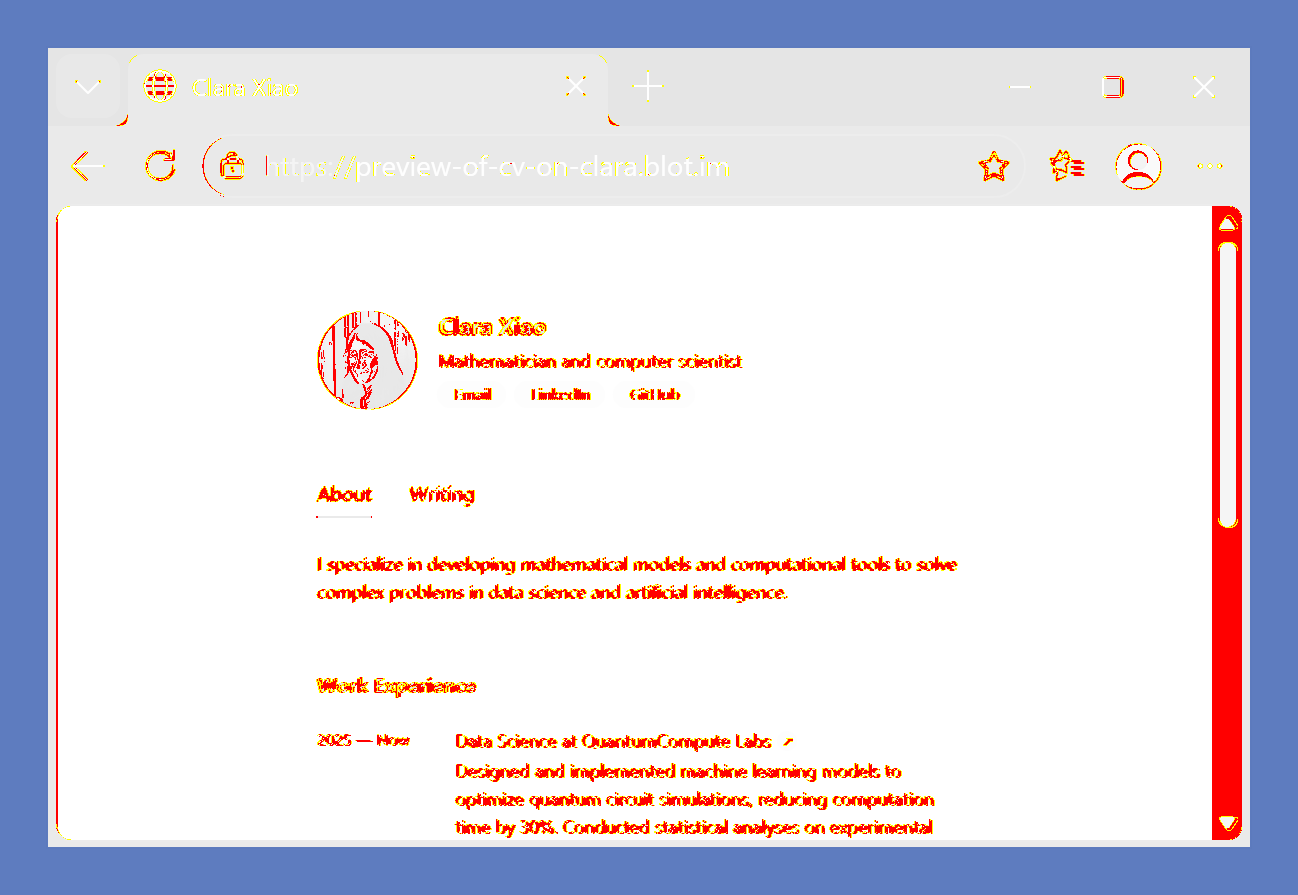 Clara Xiao
https://preview-of-cv-on-clara.blot.im
Clara Xiao
Mathematician and computer scientist
Email LinkedIn GitHub
About Writing
I specialize in developing mathematical models and computational tools to solve
complex problems in data science and artificial intelligence.
Work Experience
2025 — Now Data Science at QuantumCompute Labs ↗
Designed and implemented machine learning models to
optimize quantum circuit simulations, reducing computation
time by 30%. Conducted statistical analyses on experimental